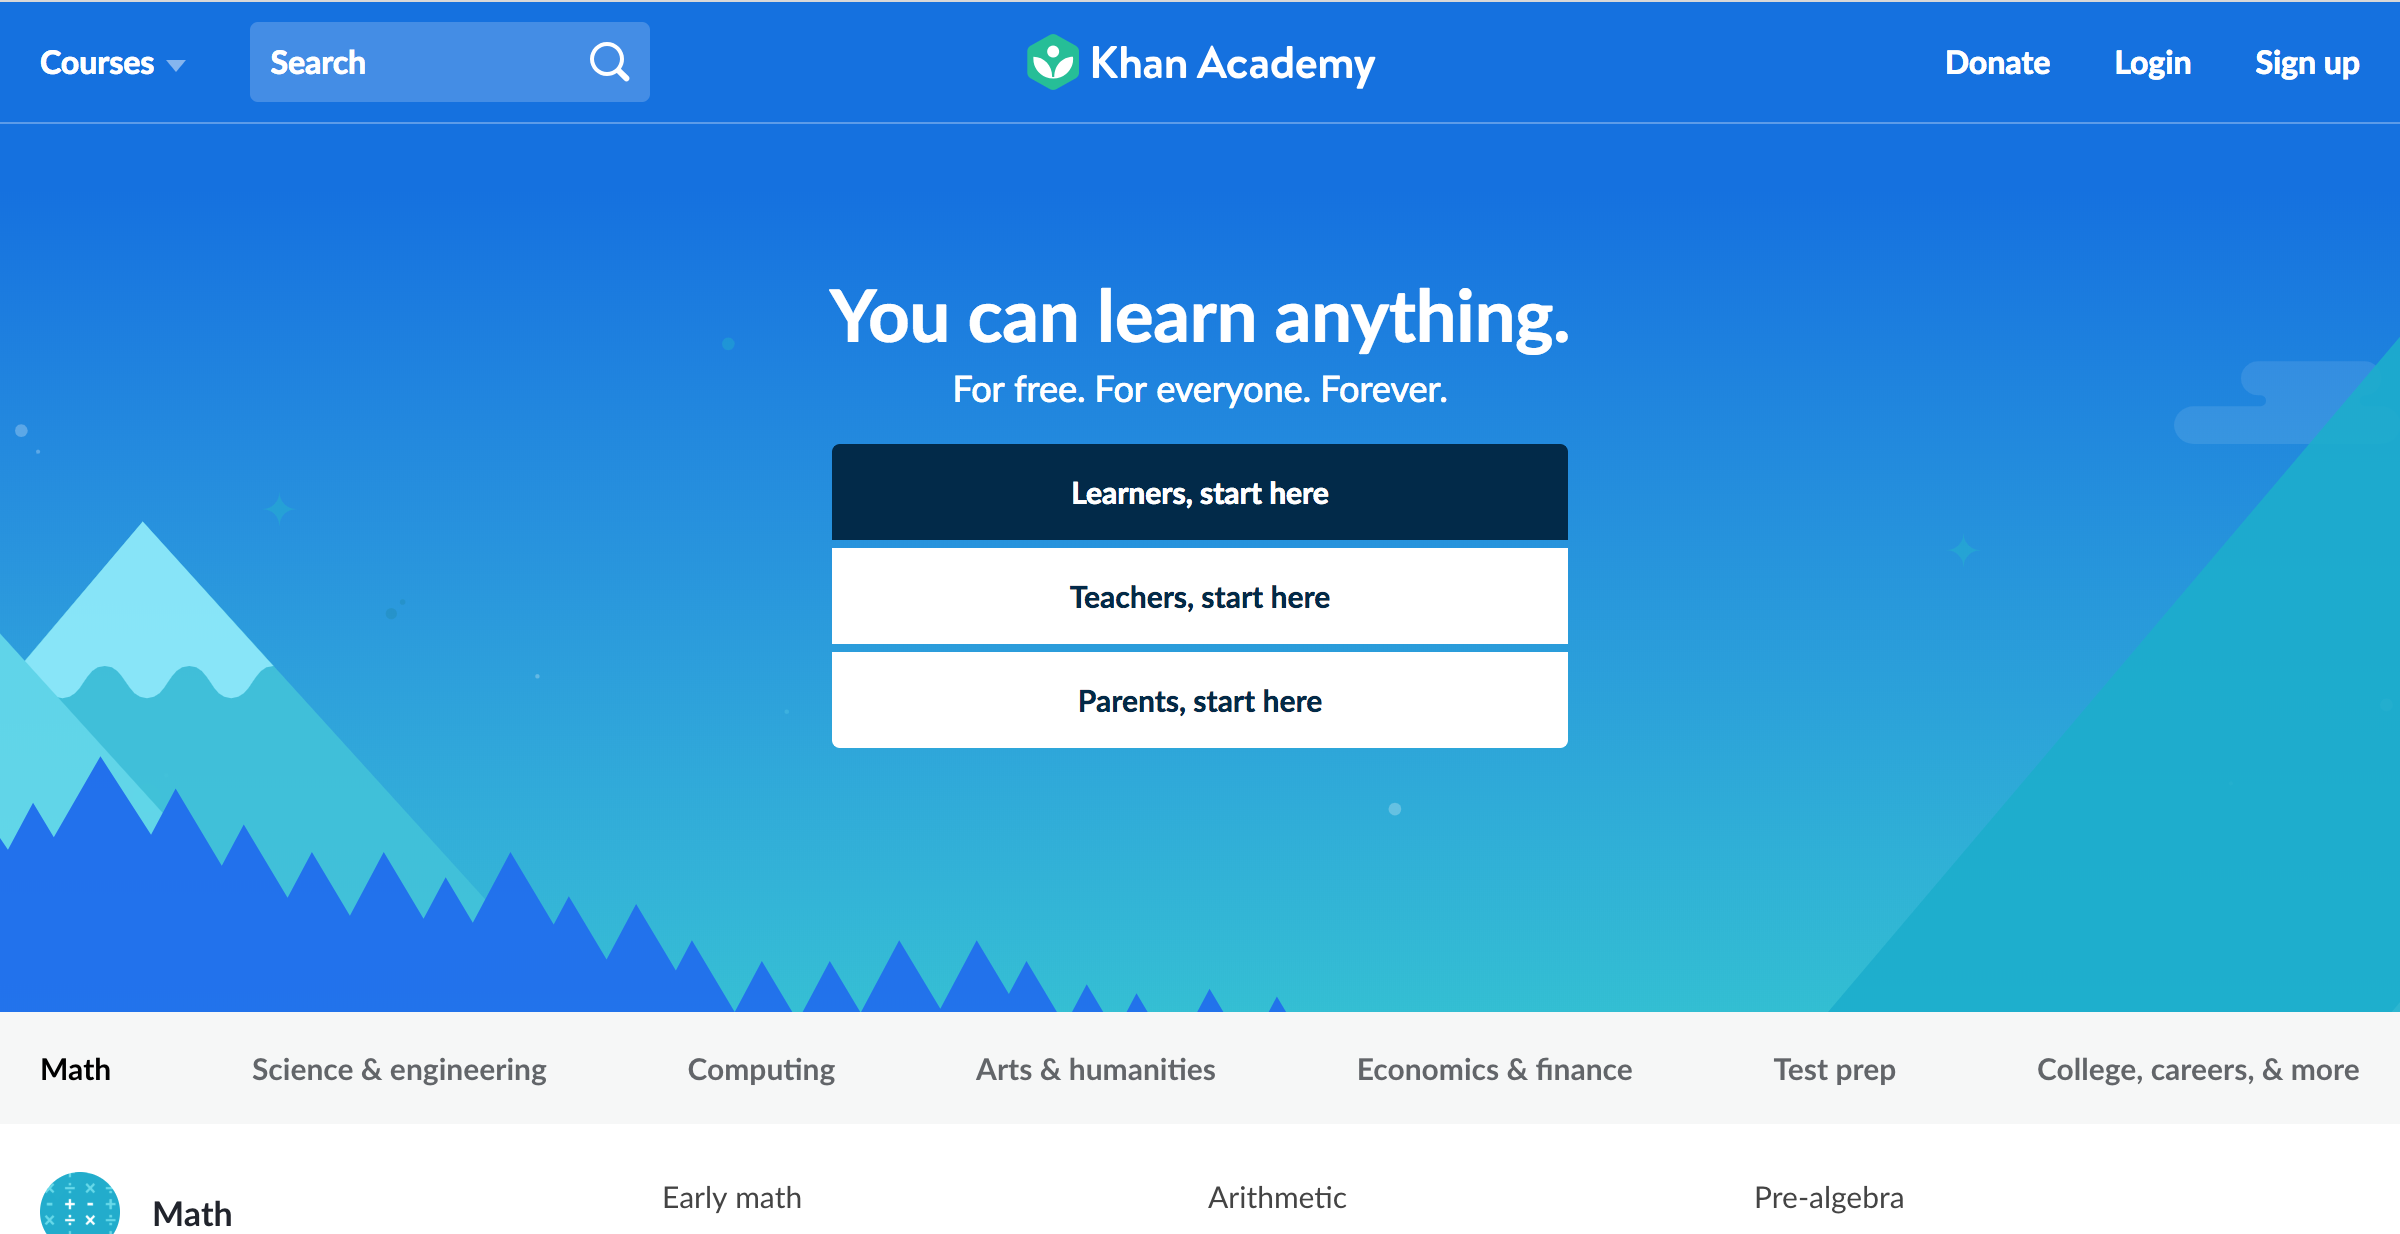 Courses
Search
Khan Academy
Donate
Login
Sign up
You can learn anything.
For free. For everyone. Forever.
Learners, start here
Teachers, start here
Parents, start here
Math
Science & engineering
Computing
Arts & humanities
Economics & finance
Test prep
College, careers, & more
Math
Early math
Arithmetic
Pre-algebra